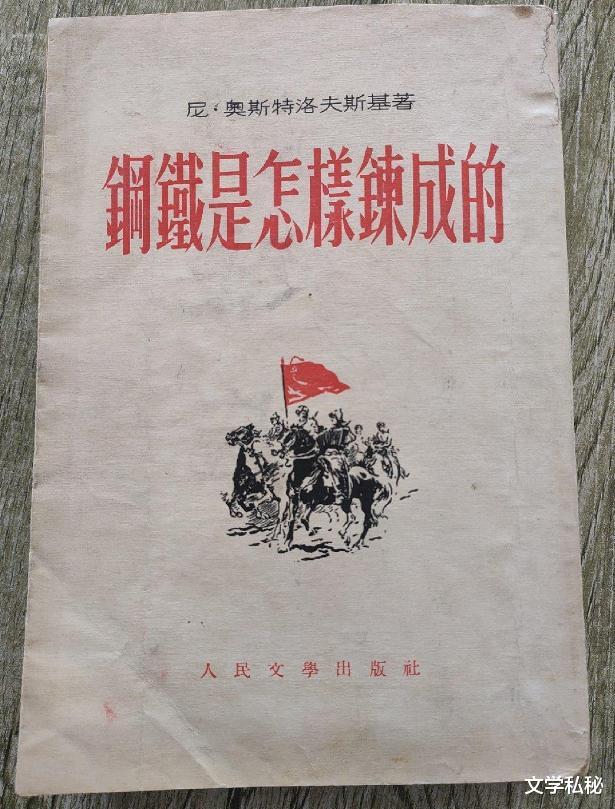 尼·奥斯特洛夫斯基著
鋼鐵是怎樣鍊成的
人民文學出版社
文学私秘